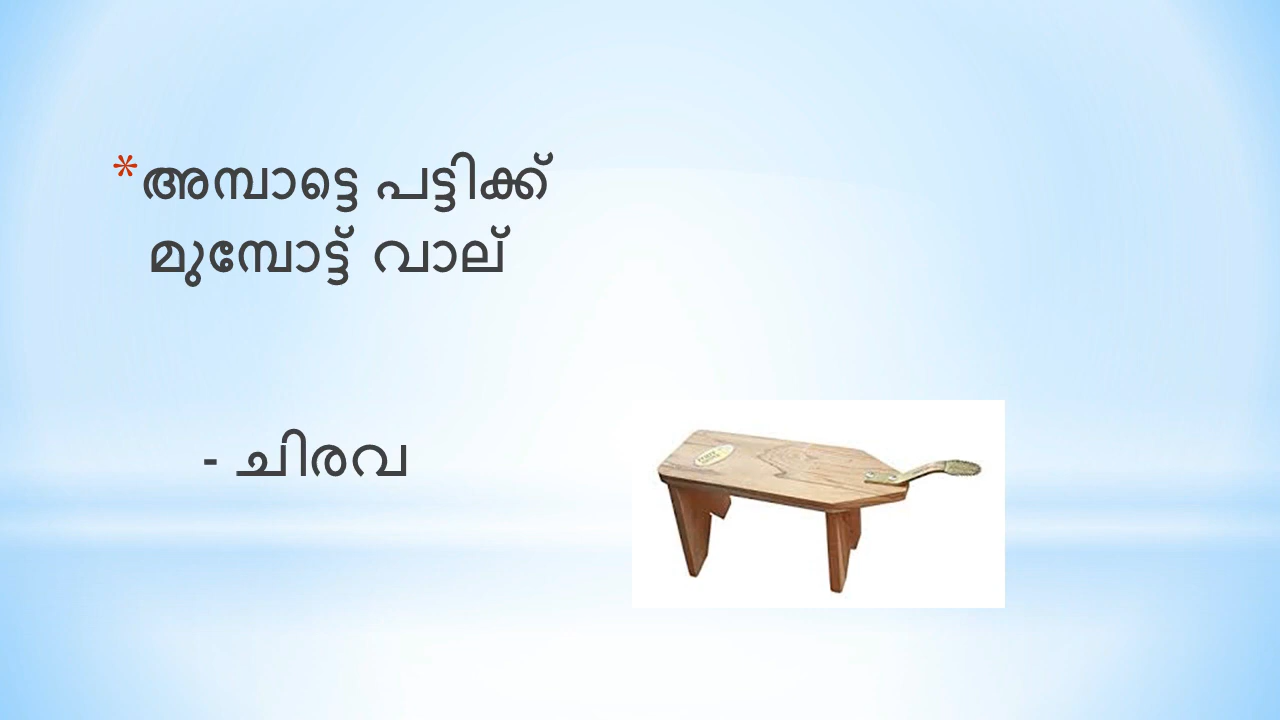 *അമ്പാട്ടെ പട്ടിക്ക്
മുമ്പോട്ട് വാല്
- ചിരവ